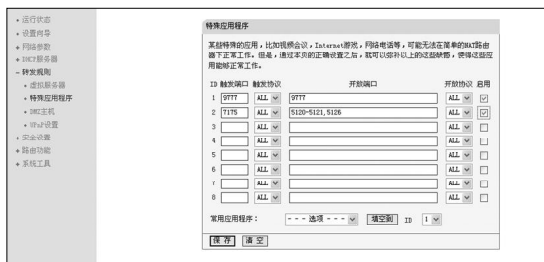 运行状态
设置向导
网络参数
DHCP服务器
转发规则
虚拟服务器
特殊应用程序
DMZ主机
UPnP设置
安全设置
路由功能
系统工具
特殊应用程序
某些特殊的应用,比如视频会议,Internet游戏,网络电话等,可能无法在简单的NAT路由
器下正常工作。但是,通过本页的正确设置之后,就可以弥补以上的这些缺憾,使得这些应
用能够正常工作。
ID 触发端口 触发协议 开放端口 开放协议 启用
1 9777 ALL 9777 ALL
2 7175 ALL 5120-5121,5126 ALL
3 ALL ALL
4 ALL ALL
5 ALL ALL
6 ALL ALL
7 ALL ALL
8 ALL ALL
常用应用程序: --- 选项 --- 填空到 ID 1
保 存 清 空